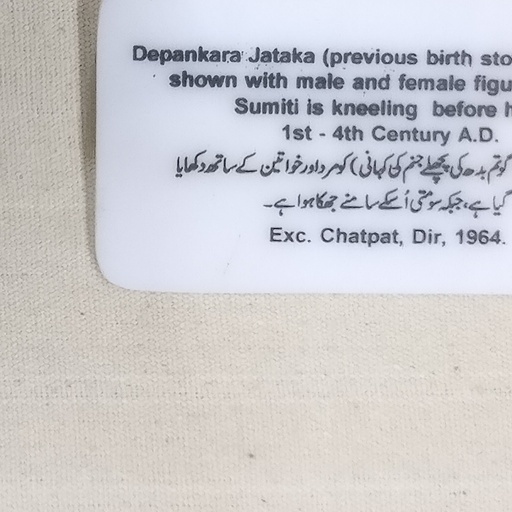 Depankara Jataka (previous birth sto
shown with male and female figu
Sumiti is kneeling before h
1st - 4th Century A.D.
گوتم بدھ کی پچھلے جنم کی کہانی) کو مرد اور خواتین کے ساتھ دکھایا
گیا ہے، جبکہ سومتی اُسکے سامنے جھکا ہوا ہے۔
Exc. Chatpat, Dir, 1964.